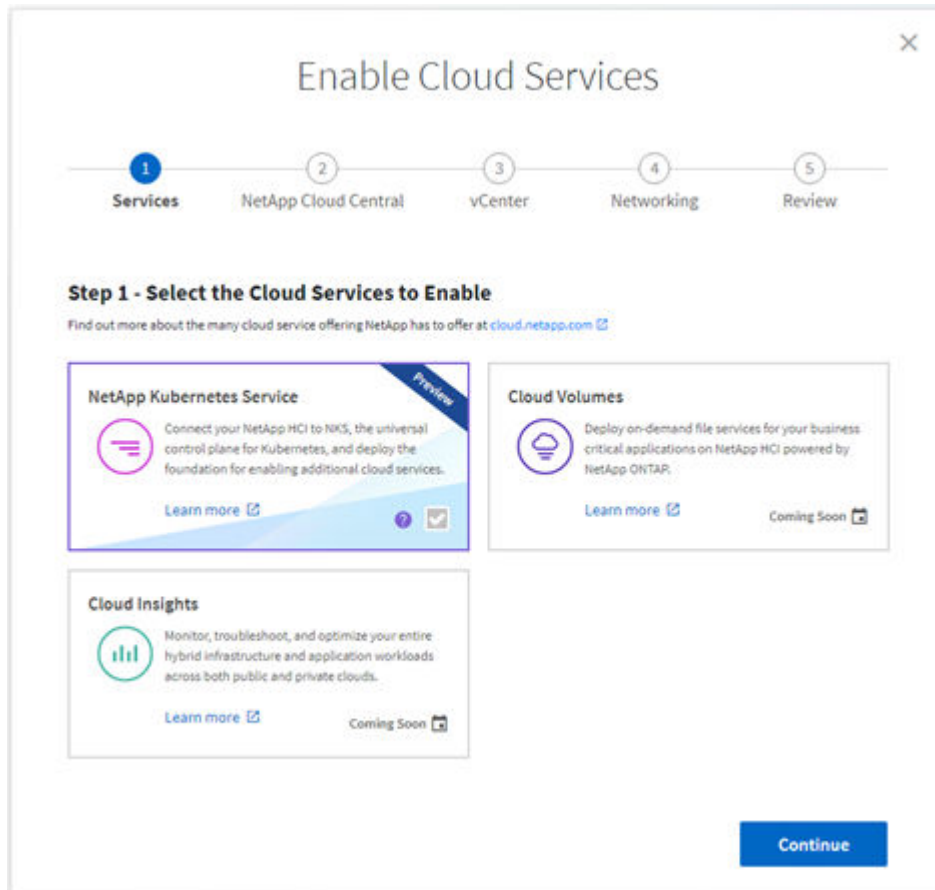 Enable Cloud Services
1 2 3 4 5
Services NetApp Cloud Central vCenter Networking Review
Step 1 - Select the Cloud Services to Enable
Find out more about the many cloud service offering NetApp has to offer at cloud.netapp.com
NetApp Kubernetes Service
Preview
Connect your NetApp HCI to NKS, the universal
control plane for Kubernetes, and deploy the
foundation for enabling additional cloud services.
Learn more
?
Cloud Volumes
Deploy on-demand file services for your business
critical applications on NetApp HCI powered by
NetApp ONTAP.
Learn more
Coming Soon
Cloud Insights
Monitor, troubleshoot, and optimize your entire
hybrid infrastructure and application workloads
across both public and private clouds.
Learn more
Coming Soon
Continue